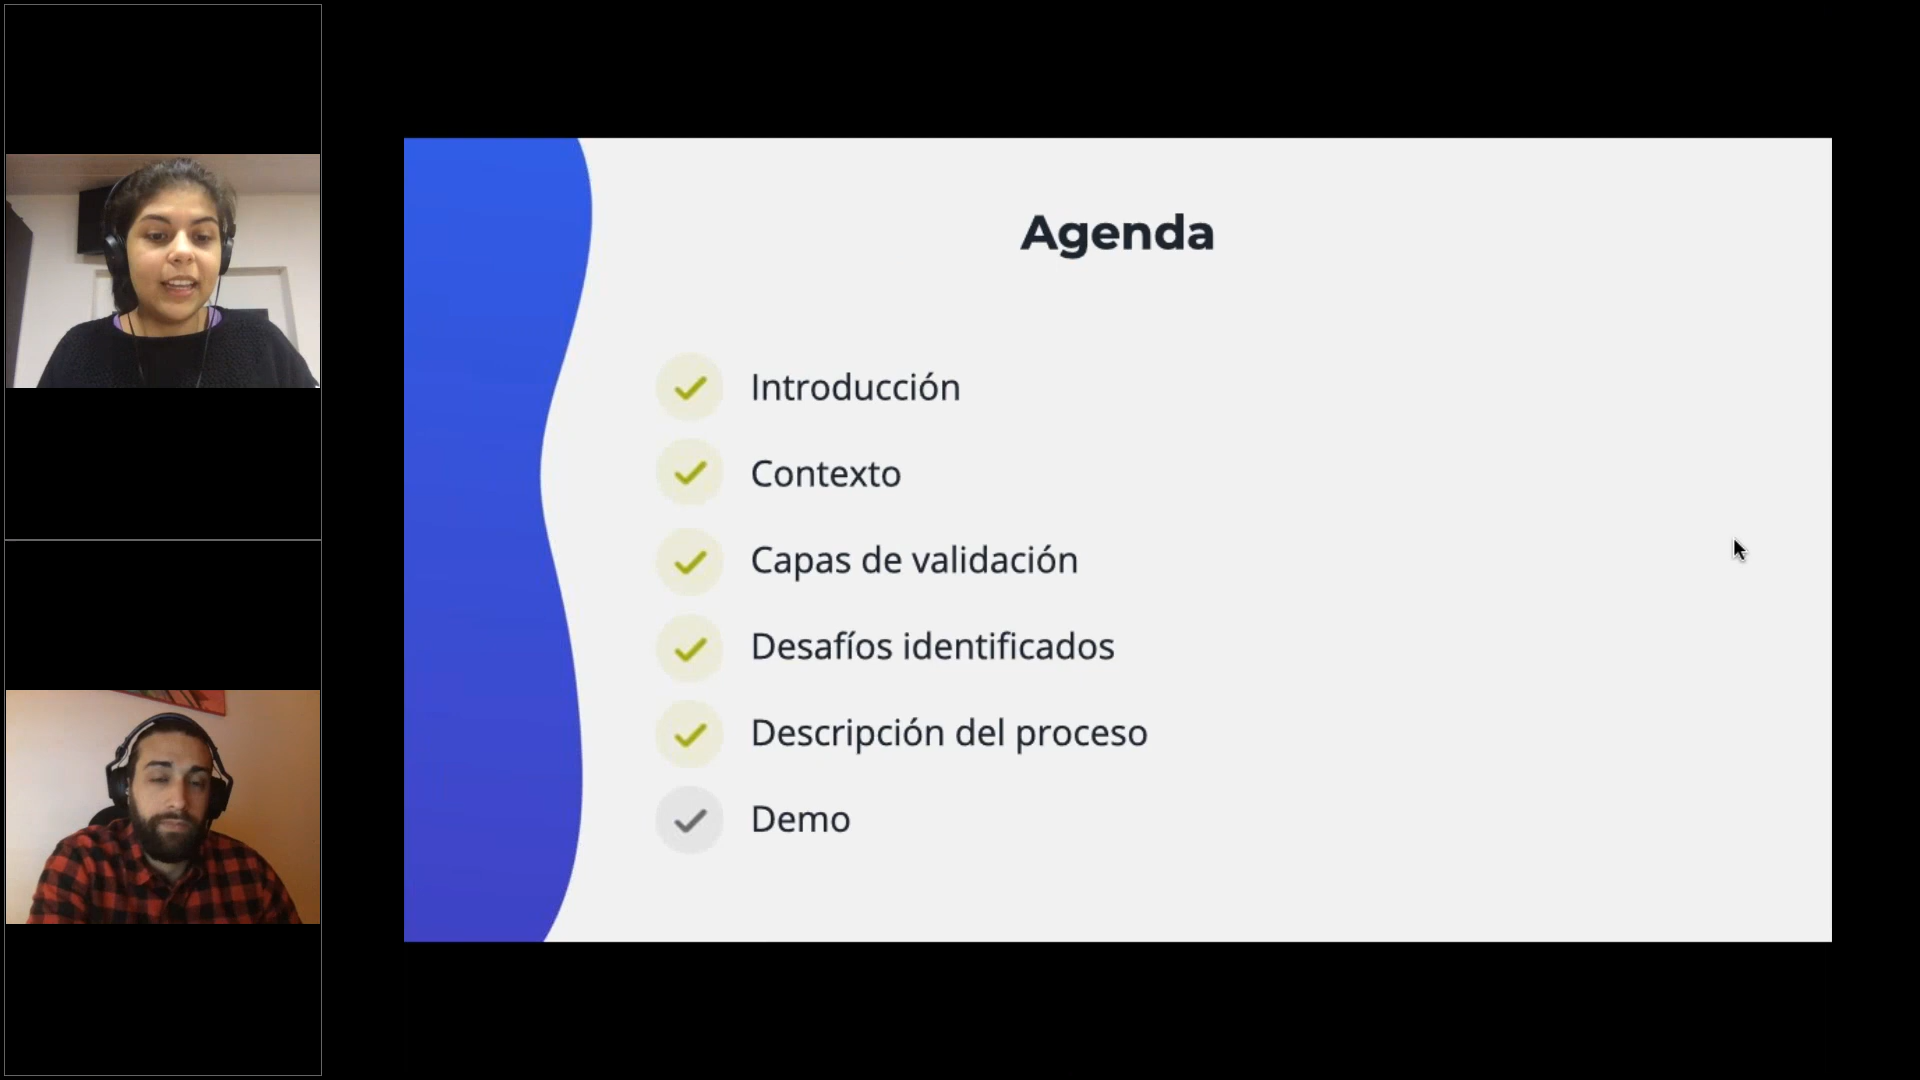 Agenda
Introducción
Contexto
Capas de validación
Desafíos identificados
Descripción del proceso
Demo